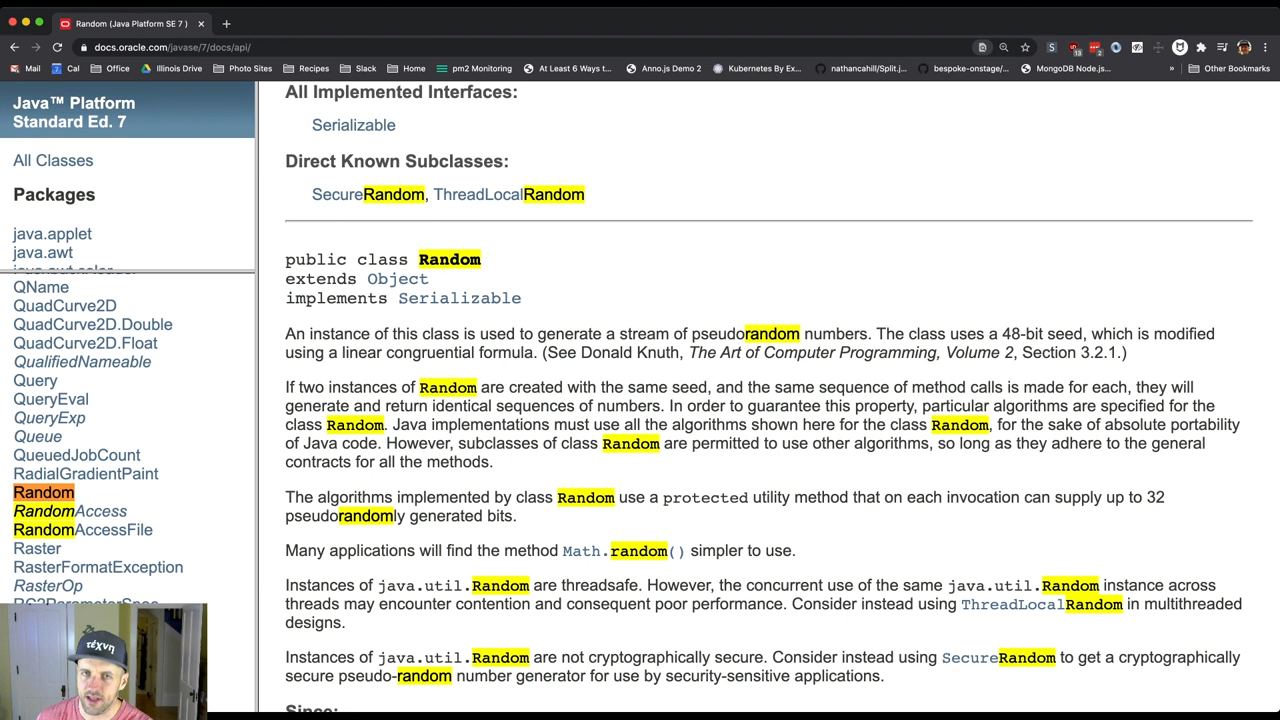 Random (Java Platform SE 7 )
docs.oracle.com/javase/7/docs/api/
Mail Cal Office Illinois Drive Photo Sites Recipes Slack Home pm2 Monitoring At Least 6 Ways t... Anno.js Demo 2 Kubernetes By Ex... nathancahill/Split.j... bespoke-onstage/... MongoDB Node.js... » Other Bookmarks
Java™ Platform
Standard Ed. 7
All Classes
Packages
java.applet
java.awt
java.awt.color
QName
QuadCurve2D
QuadCurve2D.Double
QuadCurve2D.Float
QualifiedNameable
Query
QueryEval
QueryExp
Queue
QueuedJobCount
RadialGradientPaint
Random
RandomAccess
RandomAccessFile
Raster
RasterFormatException
RasterOp
RC2ParameterSpec
τέχνη
All Implemented Interfaces:
Serializable
Direct Known Subclasses:
SecureRandom, ThreadLocalRandom
public class Random
extends Object
implements Serializable
An instance of this class is used to generate a stream of pseudorandom numbers. The class uses a 48-bit seed, which is modified
using a linear congruential formula. (See Donald Knuth, The Art of Computer Programming, Volume 2, Section 3.2.1.)
If two instances of Random are created with the same seed, and the same sequence of method calls is made for each, they will
generate and return identical sequences of numbers. In order to guarantee this property, particular algorithms are specified for the
class Random. Java implementations must use all the algorithms shown here for the class Random, for the sake of absolute portability
of Java code. However, subclasses of class Random are permitted to use other algorithms, so long as they adhere to the general
contracts for all the methods.
The algorithms implemented by class Random use a protected utility method that on each invocation can supply up to 32
pseudorandomly generated bits.
Many applications will find the method Math.random() simpler to use.
Instances of java.util.Random are threadsafe. However, the concurrent use of the same java.util.Random instance across
threads may encounter contention and consequent poor performance. Consider instead using ThreadLocalRandom in multithreaded
designs.
Instances of java.util.Random are not cryptographically secure. Consider instead using SecureRandom to get a cryptographically
secure pseudo-random number generator for use by security-sensitive applications.
Since: